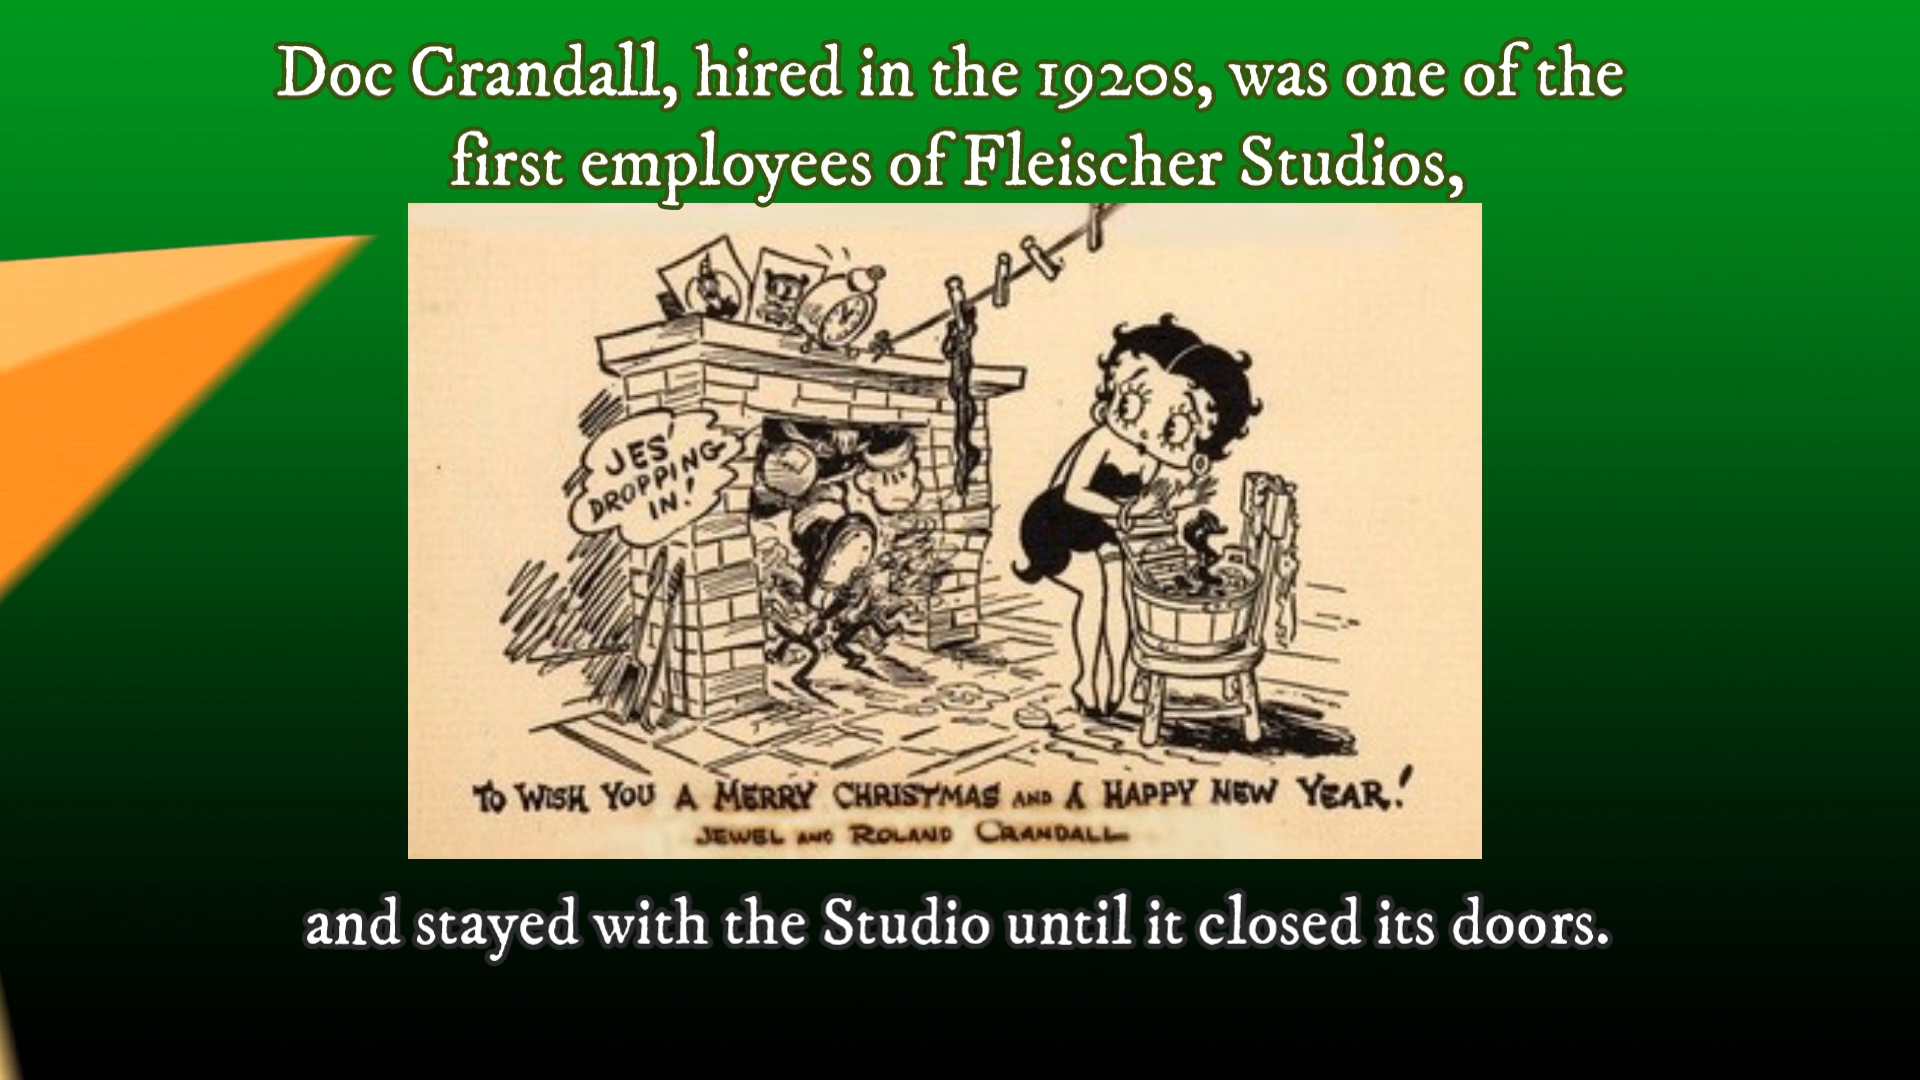 Doc Crandall, hired in the 1920s, was one of the
first employees of Fleischer Studios,
JES'
DROPPING
IN!
TO WISH YOU A MERRY CHRISTMAS AND A HAPPY NEW YEAR!
JEWEL AND ROLAND CRANDALL
and stayed with the Studio until it closed its doors.